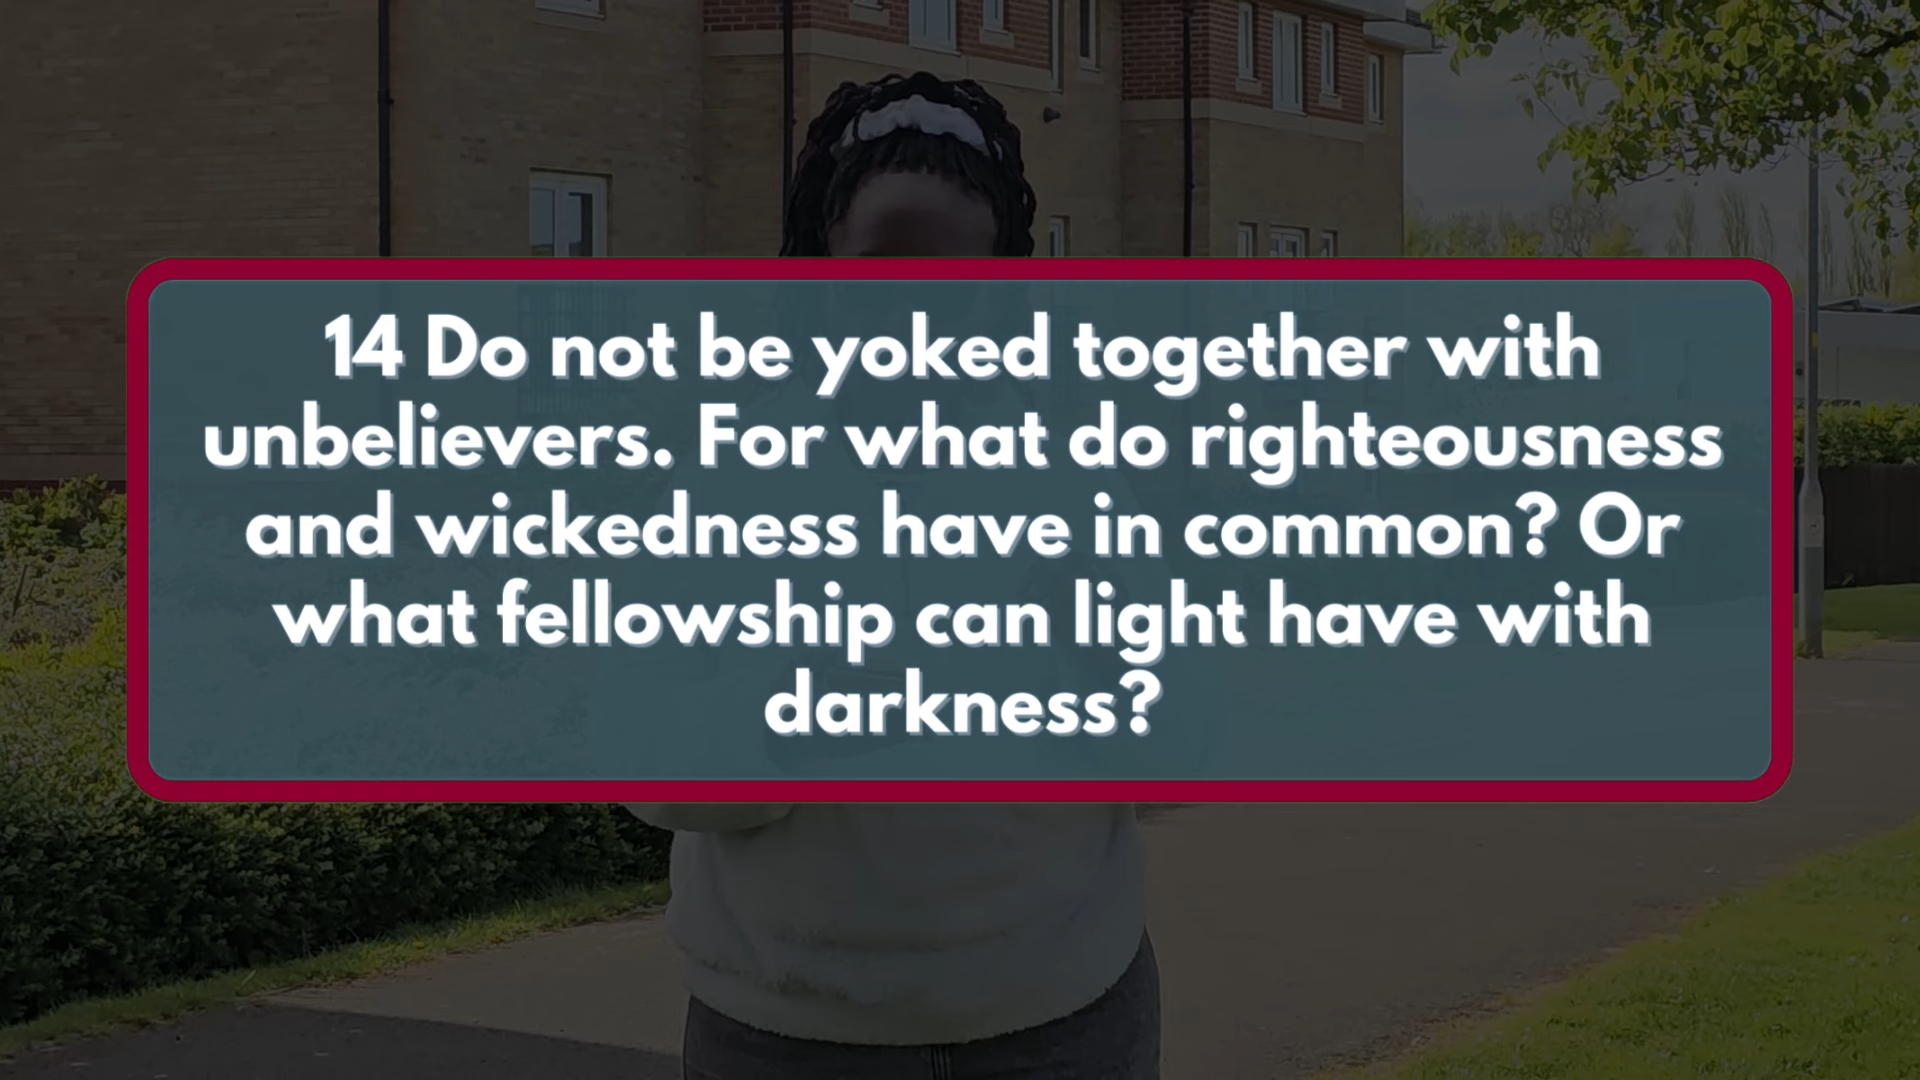 14 Do not be yoked together with
unbelievers. For what do righteousness
and wickedness have in common? Or
what fellowship can light have with
darkness?